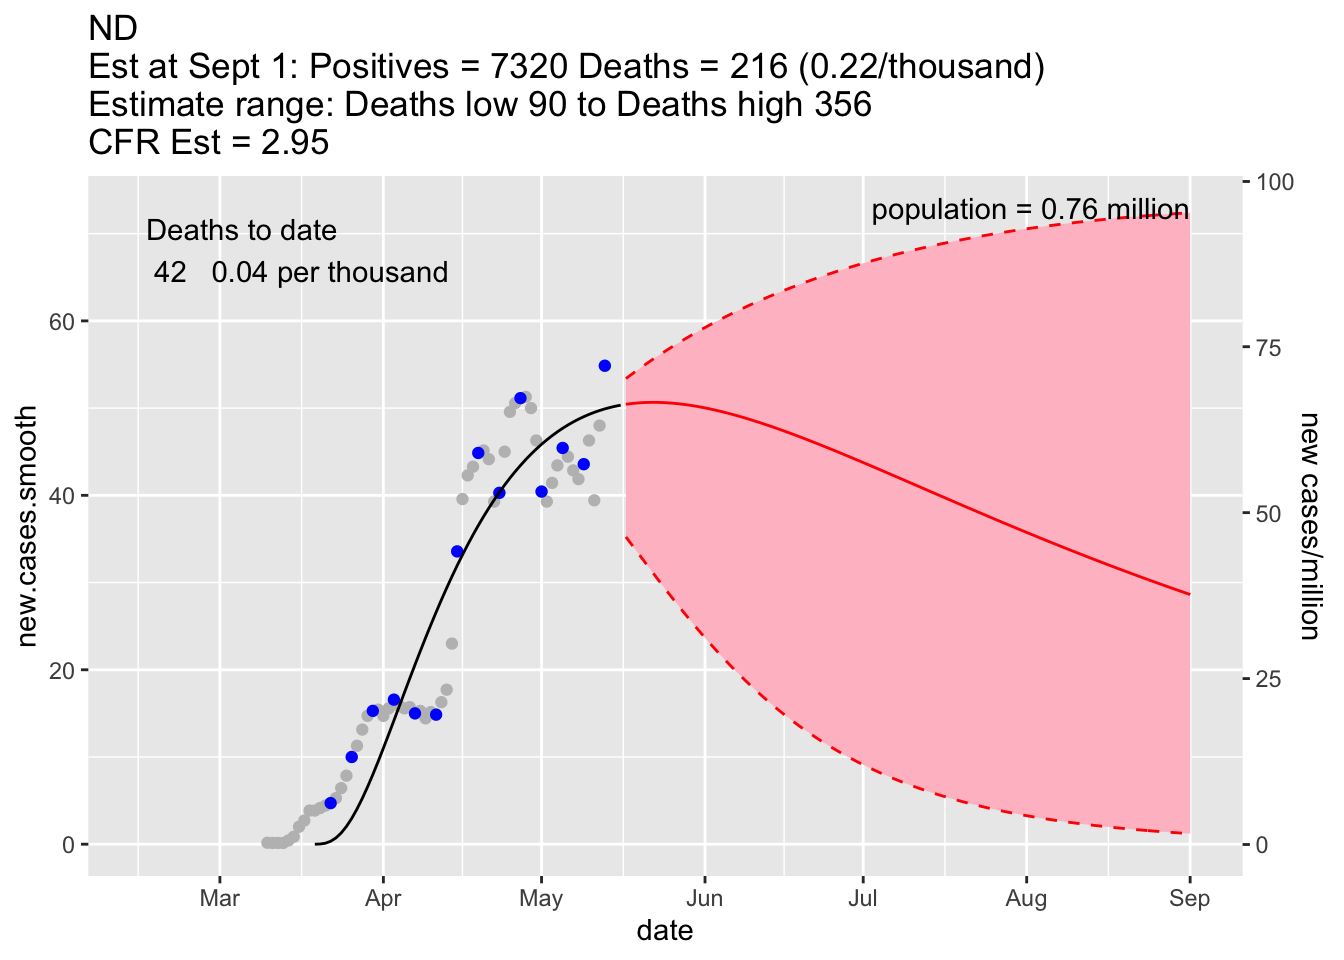 ND
Est at Sept 1: Positives = 7320 Deaths = 216 (0.22/thousand)
Estimate range: Deaths low 90 to Deaths high 356
CFR Est = 2.95
Deaths to date
42 0.04 per thousand
population = 0.76 million
new.cases.smooth
60
40
20
0
100
75
50
25
0
new cases/million
Mar Apr May Jun Jul Aug Sep
date